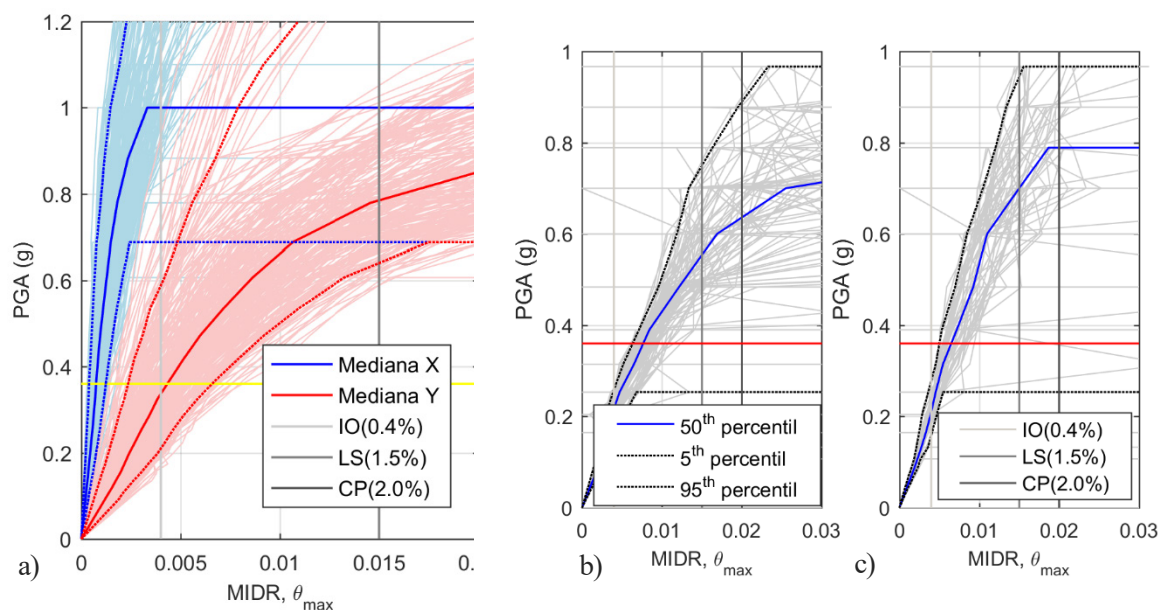 1.2
1
0.8
0.6
0.4
0.2
0
PGA (g)
0
0.005
0.01
0.015
0.
MIDR, θmax
Mediana X
Mediana Y
IO(0.4%)
LS(1.5%)
CP(2.0%)
a)
1
0.8
0.6
0.4
0.2
0
PGA (g)
0
0.01
0.02
0.03
MIDR, θmax
50th percentil
5th percentil
95th percentil
b)
1
0.8
0.6
0.4
0.2
0
PGA (g)
0
0.01
0.02
0.03
MIDR, θmax
IO(0.4%)
LS(1.5%)
CP(2.0%)
c)